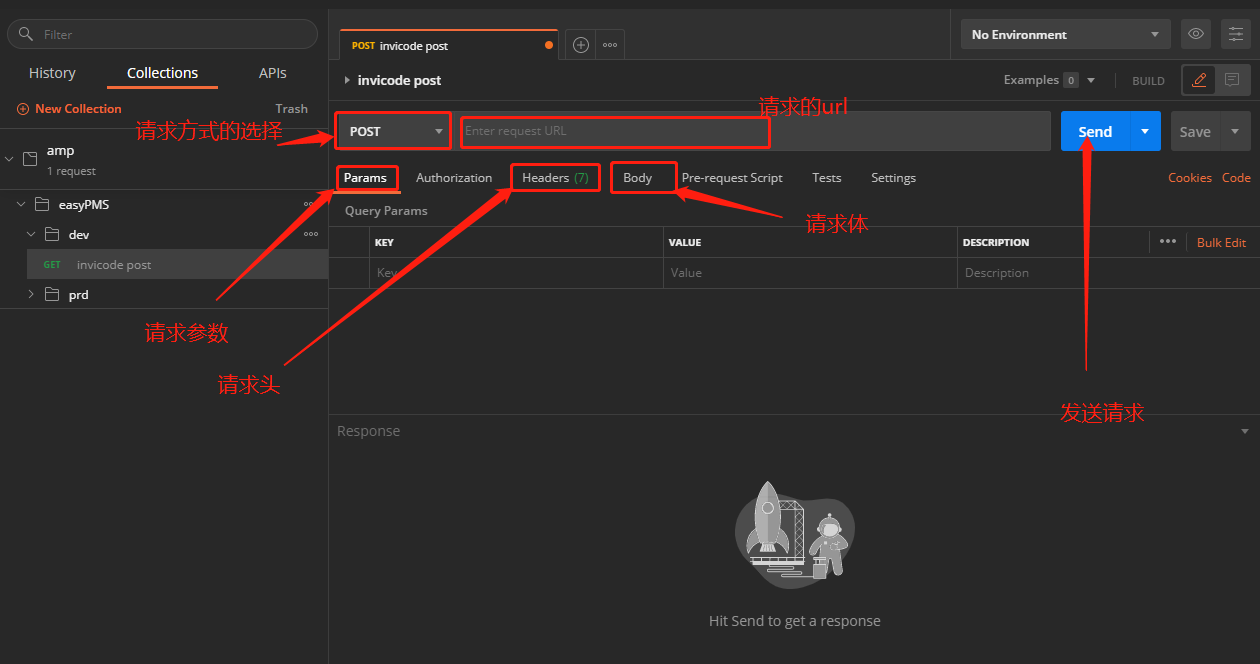 Filter
History Collections APIs
New Collection Trash
amp
1 request
easyPMS
dev
GET invicode post
prd
POST invicode post
No Environment
invicode post
Examples 0 BUILD
请求方式的选择
请求的url
POST Enter request URL Send Save
Params Authorization Headers (7) Body Pre-request Script Tests Settings Cookies Code
Query Params
请求体
KEY VALUE DESCRIPTION Bulk Edit
Key Value Description
请求参数
请求头
发送请求
Response
Hit Send to get a response